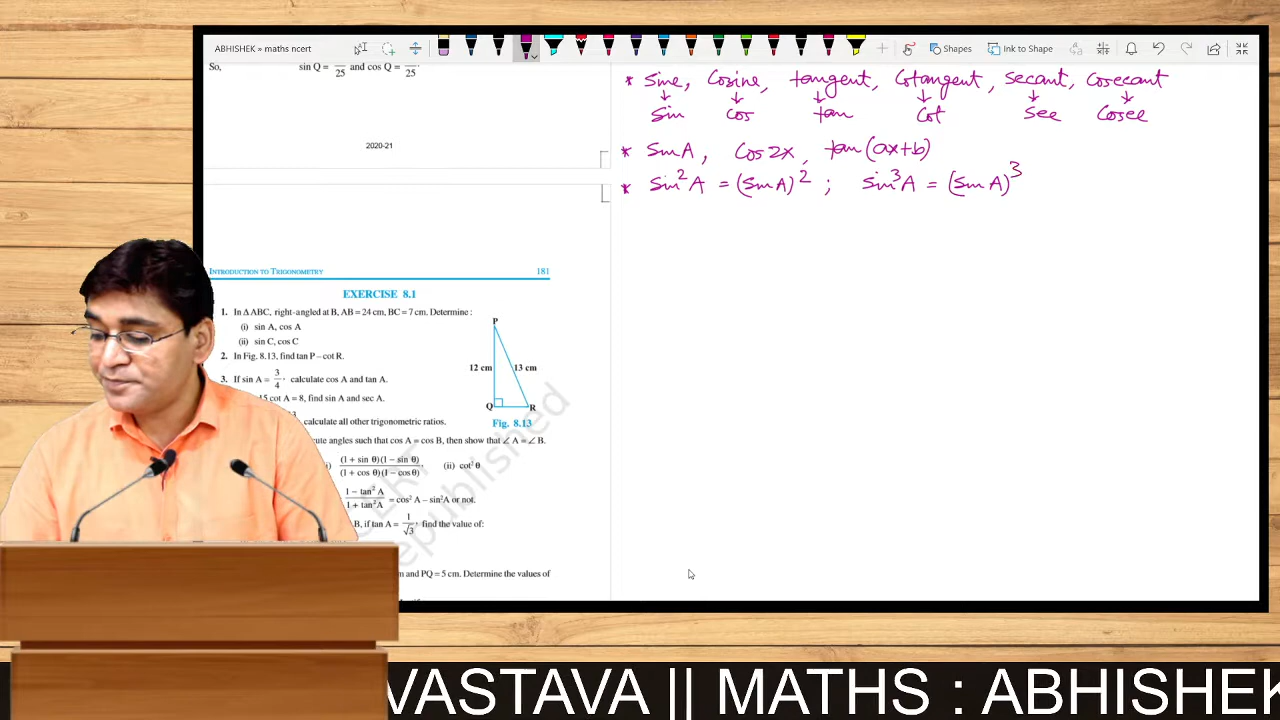 ABHISHEK » maths ncert
Shapes
Ink to Shape
So, sin Q = /25 and cos Q = /25 .
2020-21
INTRODUCTION TO TRIGONOMETRY 181
EXERCISE 8.1
1. In Δ ABC, right-angled at B, AB = 24 cm, BC = 7 cm. Determine :
(i) sin A, cos A
(ii) sin C, cos C
2. In Fig. 8.13, find tan P – cot R.
3. If sin A = 3/4 , calculate cos A and tan A.
15 cot A = 8, find sin A and sec A.
calculate all other trigonometric ratios.
cute angles such that cos A = cos B, then show that ∠ A = ∠ B.
(1 + sin θ)(1 – sin θ)/(1 + cos θ)(1 – cos θ) , (ii) cot² θ
1 – tan² A/1 + tan² A = cos² A – sin²A or not.
B, if tan A = 1/√3 , find the value of:
m and PQ = 5 cm. Determine the values of
P
12 cm 13 cm
Q R
Fig. 8.13
* Sine, Cosine, tangent, Cotangent, Secant, Cosecant
↓ ↓ ↓ ↓ ↓ ↓
Sin cos tan Cot Sec Cosec
* Sin A, Cos 2x, tan (ax+b)
* Sin² A = (Sin A)² ; Sin³ A = (Sin A)³
VASTAVA || MATHS : ABHISHEK